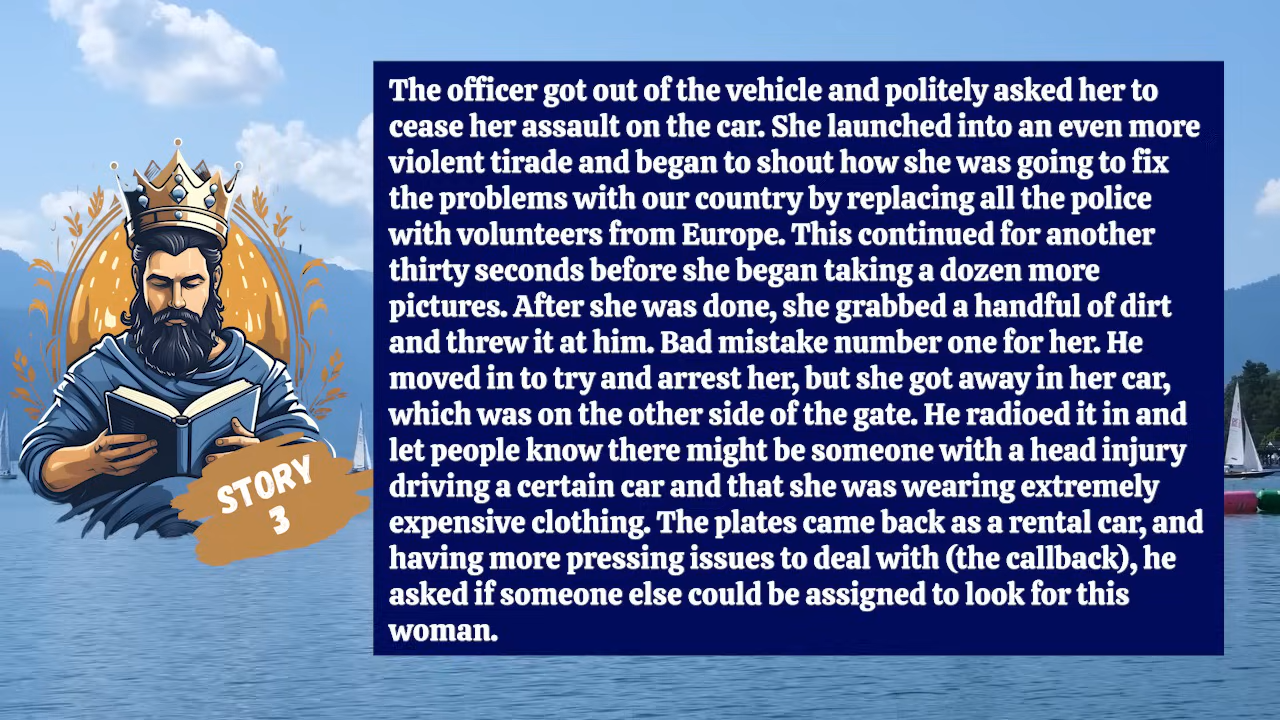 The officer got out of the vehicle and politely asked her to
cease her assault on the car. She launched into an even more
violent tirade and began to shout how she was going to fix
the problems with our country by replacing all the police
with volunteers from Europe. This continued for another
thirty seconds before she began taking a dozen more
pictures. After she was done, she grabbed a handful of dirt
and threw it at him. Bad mistake number one for her. He
moved in to try and arrest her, but she got away in her car,
which was on the other side of the gate. He radioed it in and
let people know there might be someone with a head injury
driving a certain car and that she was wearing extremely
expensive clothing. The plates came back as a rental car, and
having more pressing issues to deal with (the callback), he
asked if someone else could be assigned to look for this
woman.
STORY
3